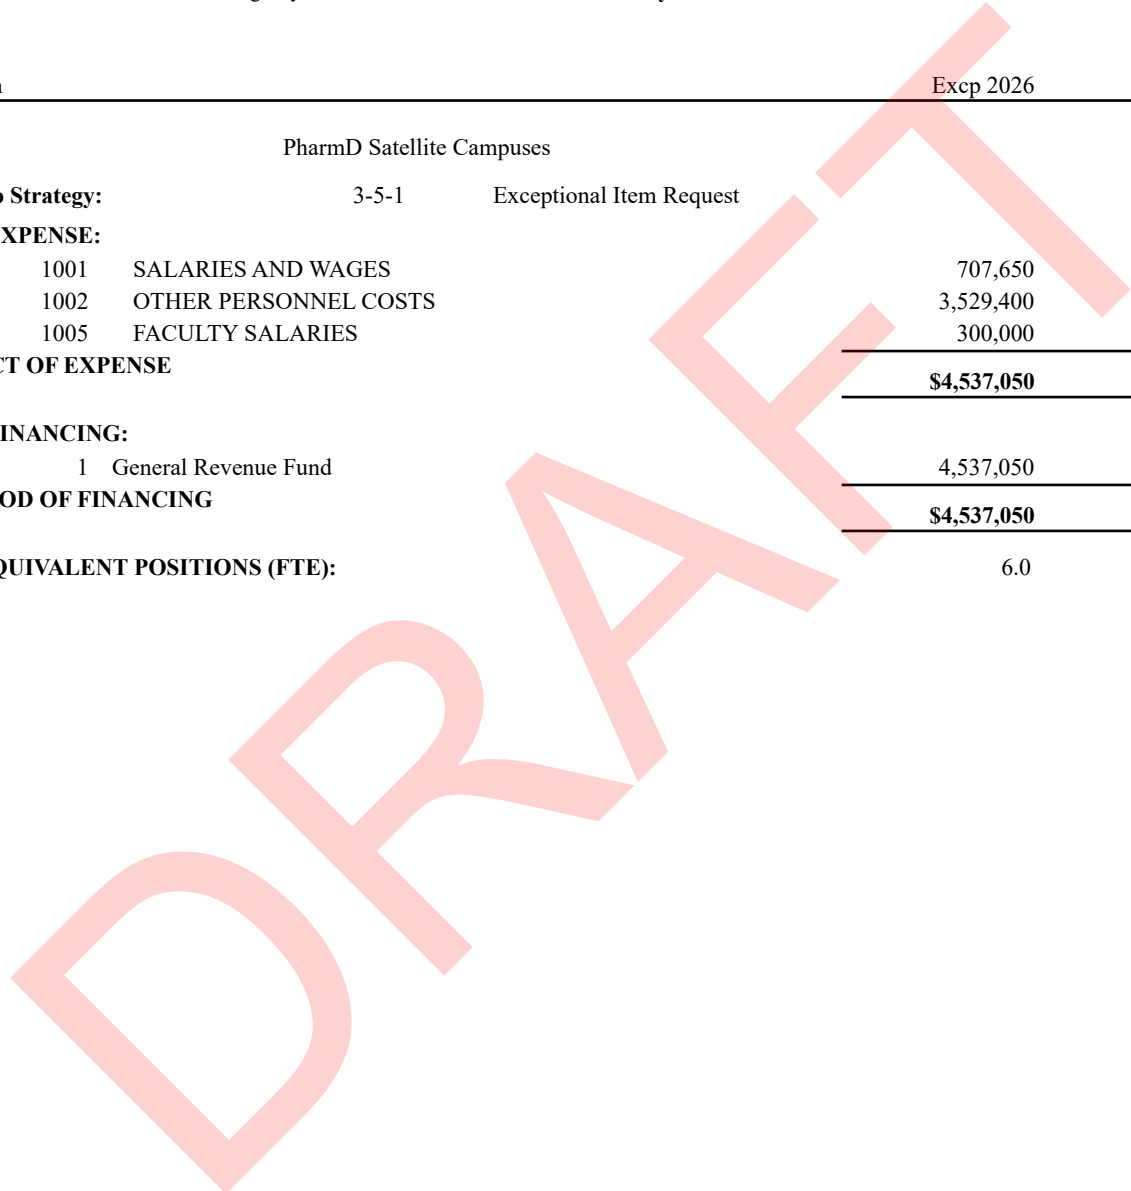 Excp 2026
PharmD Satellite Campuses
Strategy: 3-5-1 Exceptional Item Request
XPENSE:
1001 SALARIES AND WAGES 707,650
1002 OTHER PERSONNEL COSTS 3,529,400
1005 FACULTY SALARIES 300,000
CT OF EXPENSE
$4,537,050
INANCING:
1 General Revenue Fund 4,537,050
OD OF FINANCING
$4,537,050
QUIVALENT POSITIONS (FTE): 6.0
DRAFT